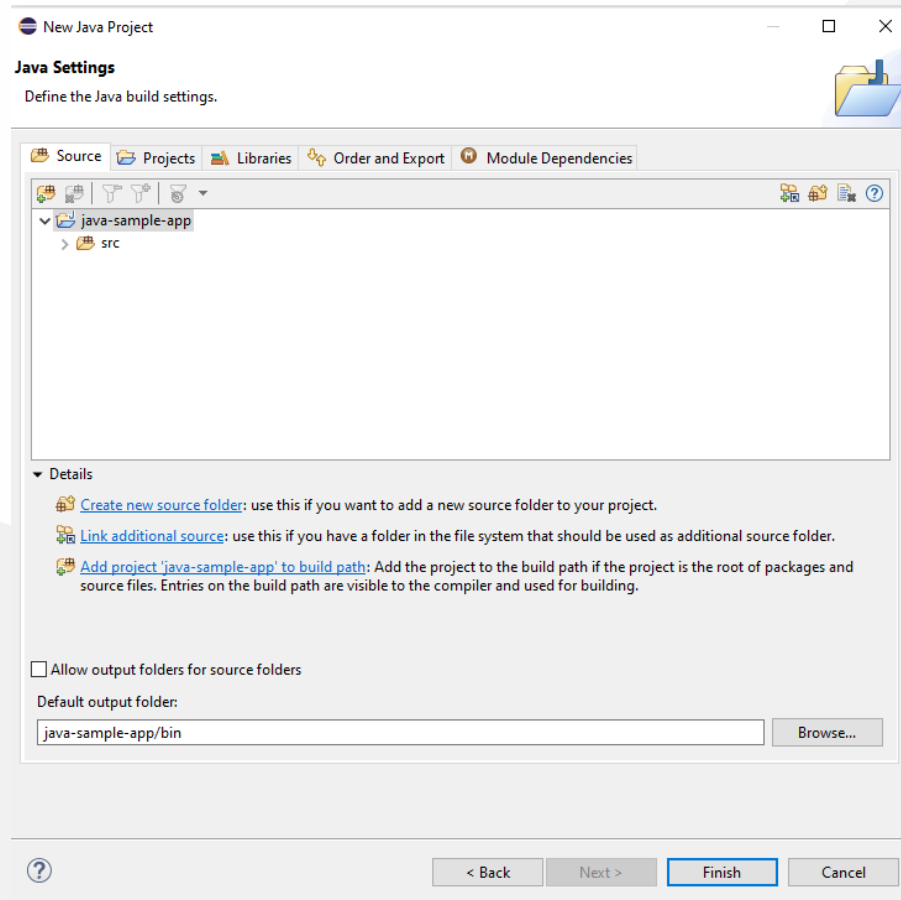 New Java Project
Java Settings
Define the Java build settings.
Source Projects Libraries Order and Export Module Dependencies
java-sample-app
src
Details
Create new source folder: use this if you want to add a new source folder to your project.
Link additional source: use this if you have a folder in the file system that should be used as additional source folder.
Add project 'java-sample-app' to build path: Add the project to the build path if the project is the root of packages and
source files. Entries on the build path are visible to the compiler and used for building.
Allow output folders for source folders
Default output folder:
java-sample-app/bin
Browse...
< Back Next > Finish Cancel